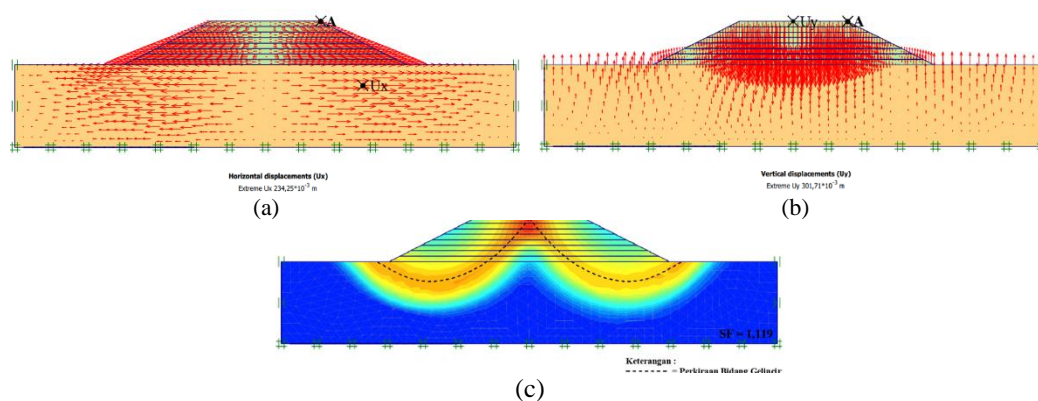 A
Ux
Horizontal displacements (Ux)
Extreme Ux 234,25*10⁻³ m
(a)
Uy
A
Vertical displacements (Uy)
Extreme Uy 301,71*10⁻³ m
(b)
SF = 1,119
Keterangan :
= Perkiraan Bidang Gelincir
(c)